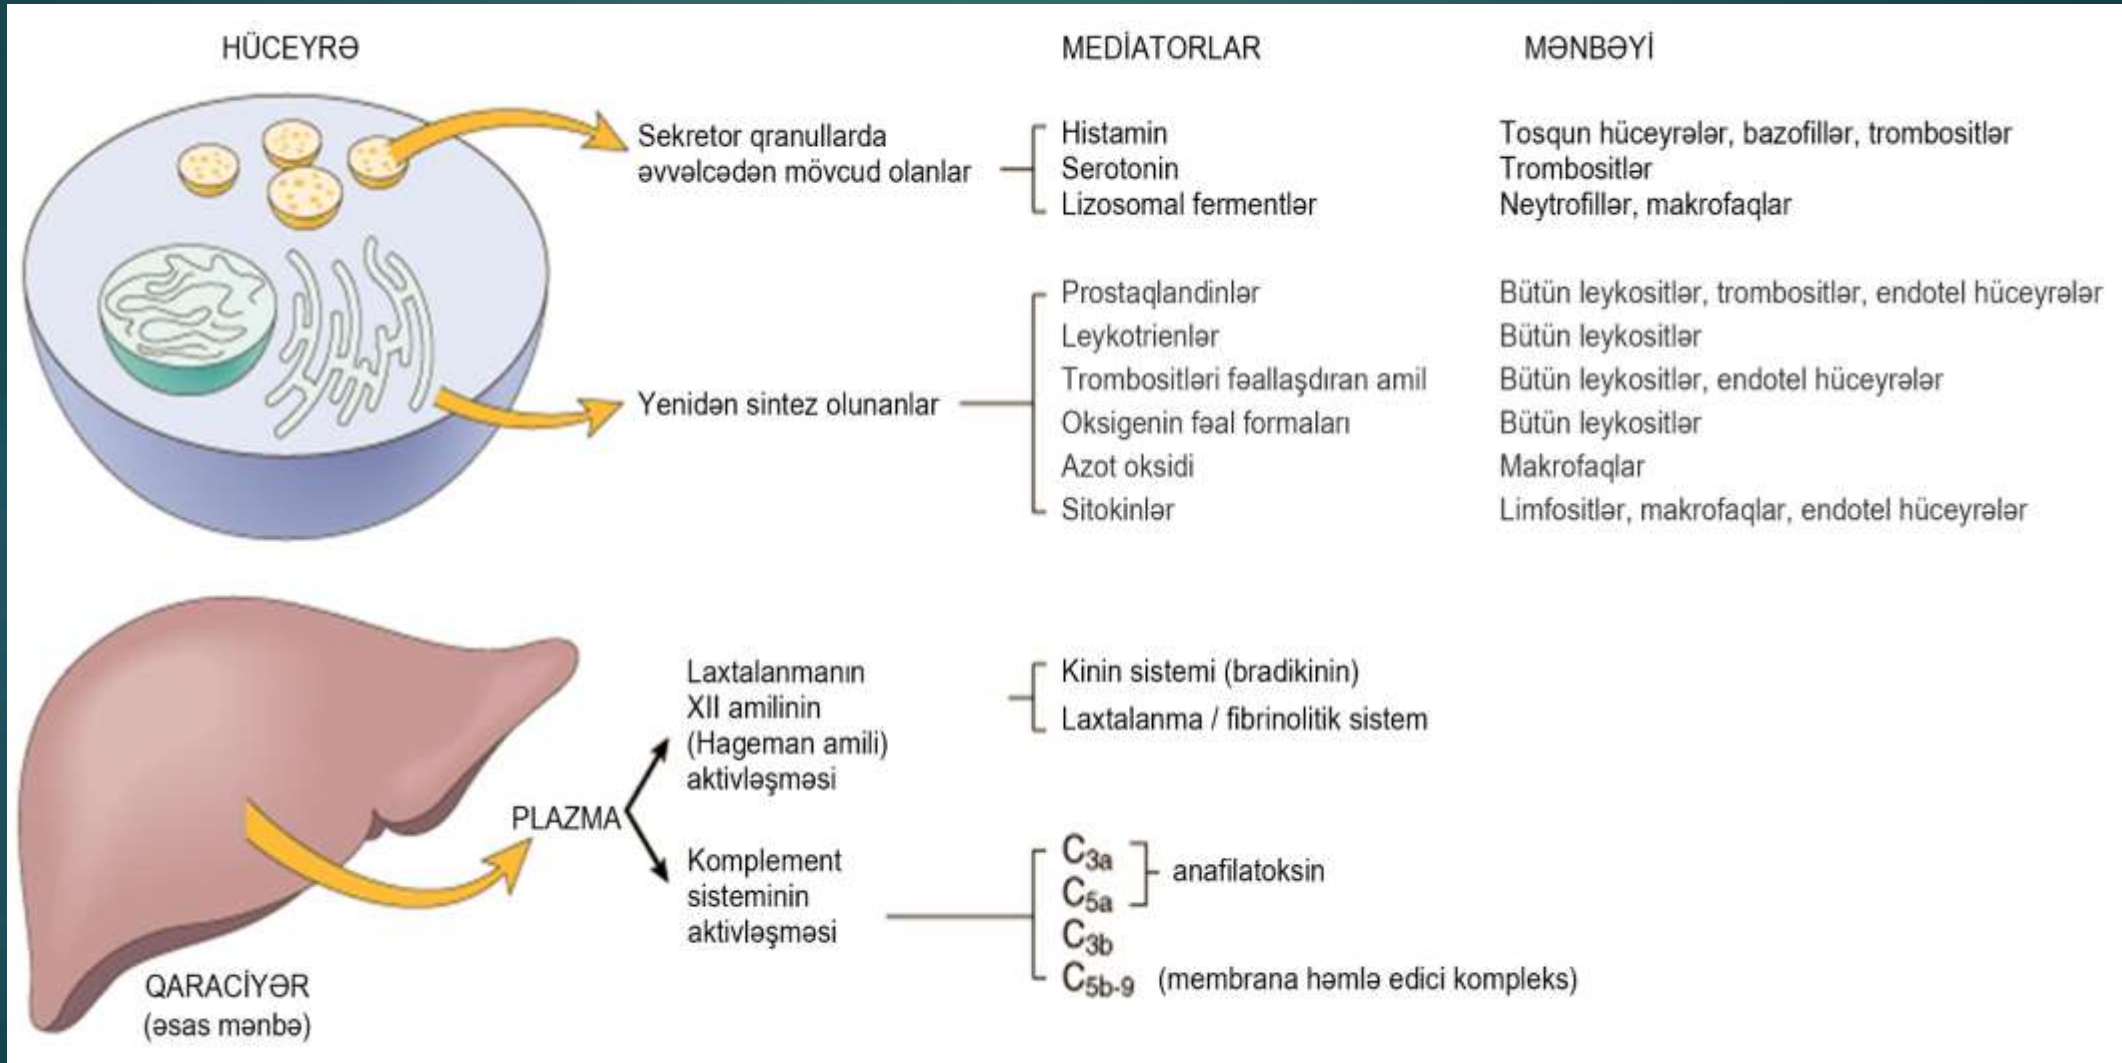 HÜCEYRƏ
MEDİATORLAR
MƏNBƏYİ
Sekretor qranullarda
əvvəlcədən mövcud olanlar
Histamin
Tosqun hüceyrələr, bazofillər, trombositlər
Serotonin
Trombositlər
Lizosomal fermentlər
Neytrofillər, makrofaqlar
Yenidən sintez olunanlar
Prostaqlandinlər
Bütün leykositlər, trombositlər, endotel hüceyrələr
Leykotrienlər
Bütün leykositlər
Trombositləri fəallaşdıran amil
Bütün leykositlər, endotel hüceyrələr
Oksigenin fəal formaları
Bütün leykositlər
Azot oksidi
Makrofaqlar
Sitokinlər
Limfositlər, makrofaqlar, endotel hüceyrələr
QARACİYƏR
(əsas mənbə)
PLAZMA
Laxtalanmanın
XII amilinin
(Hageman amili)
aktivləşməsi
Kinin sistemi (bradikinin)
Laxtalanma / fibrinolitik sistem
Komplement
sisteminin
aktivləşməsi
C3a
C5a
anafilatoksin
C3b
C5b-9 (membrana həmlə edici kompleks)